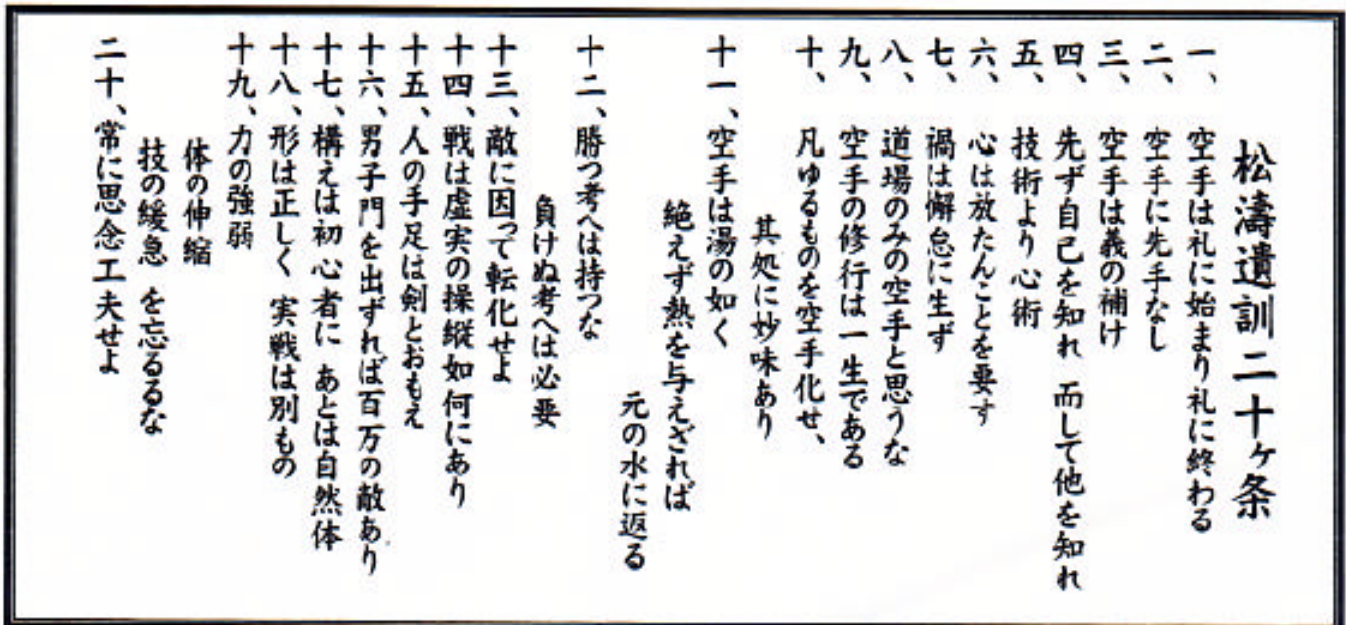 松濤遺訓二十ヶ条
一、空手は礼に始まり礼に終わる
二、空手に先手なし
三、空手は義の補け
四、先ず自己を知れ 而して他を知れ
五、技術より心術
六、心は放たんことを要す
七、禍は懈怠に生ず
八、道場のみの空手と思うな
九、空手の修行は一生である
十、凡ゆるものを空手化せ、
其処に妙味あり
十一、空手は湯の如く
絶えず熱を与えざれば
元の水に返る
十二、勝つ考へは持つな
負けぬ考へは必要
十三、敵に因って転化せよ
十四、戦は虚実の操縦如何にあり
十五、人の手足は剣とおもえ
十六、男子門を出ずれば百万の敵あり
十七、構えは初心者に あとは自然体
十八、形は正しく 実戦は別もの
十九、力の強弱
体の伸縮
技の緩急 を忘るるな
二十、常に思念工夫せよ